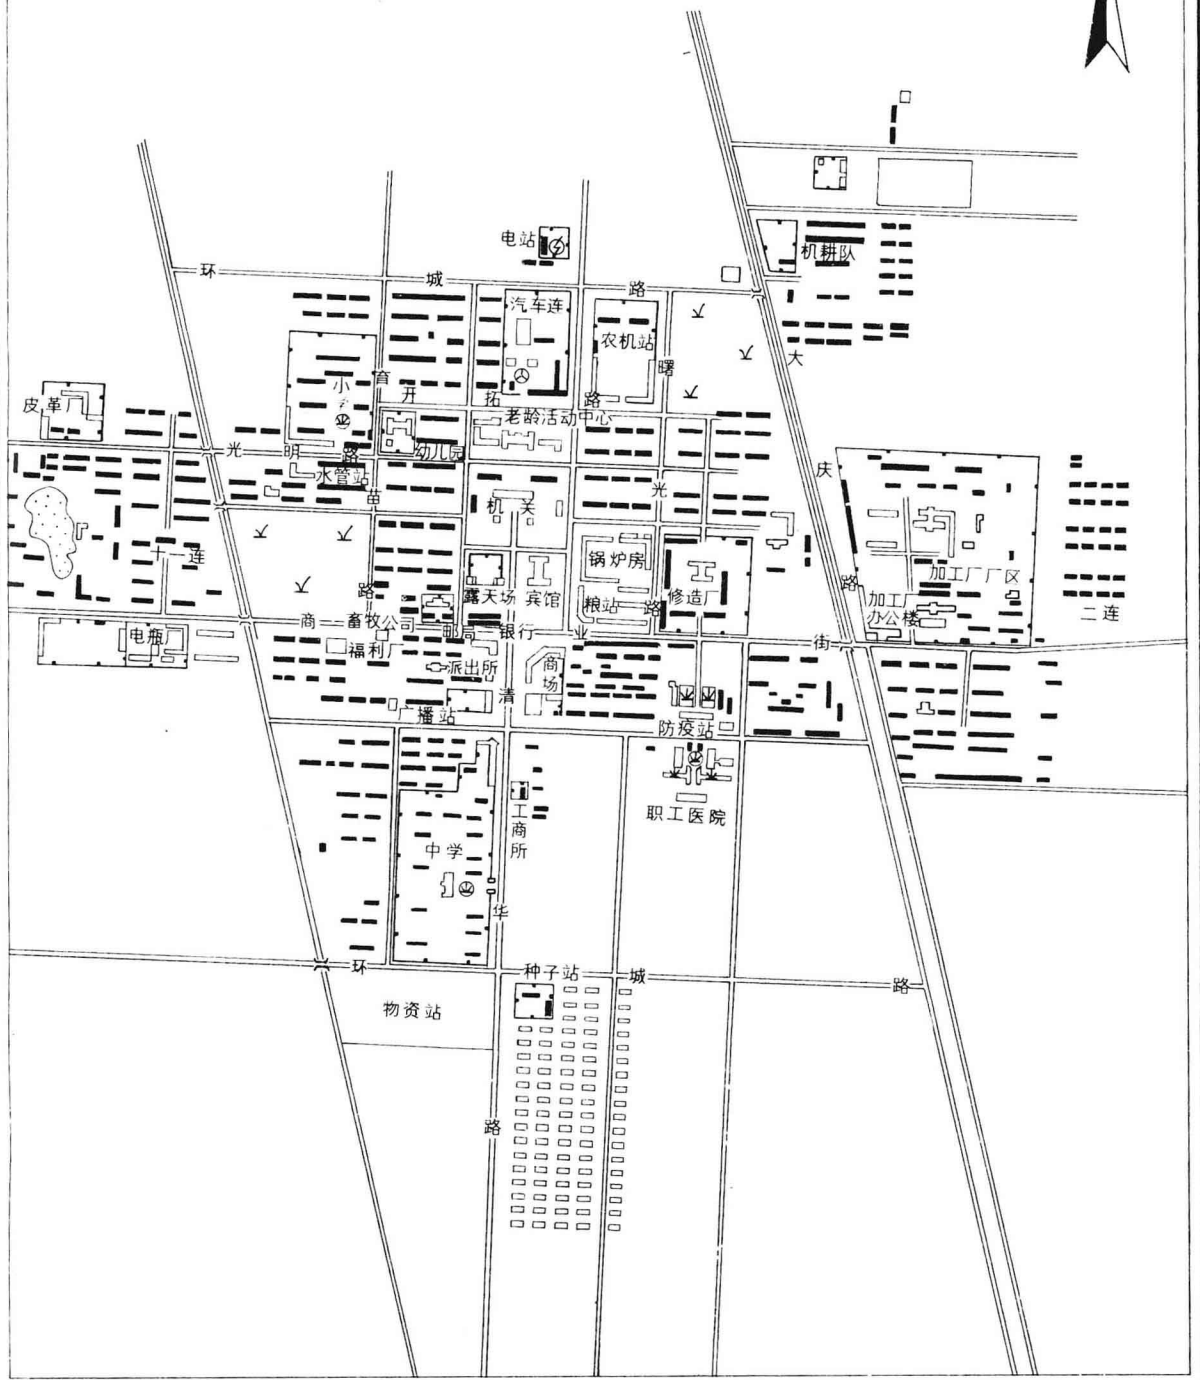 电站
机耕队
环城路
汽车连
农机站
曙光路
大庆路
小学
育苗路
开拓路
皮革厂
老龄活动中心
光明路
幼儿园
水管站
机关
十一连
锅炉房
加工厂厂区
露天场
宾馆
粮站
修造厂
加工厂
办公楼
二连
商业街
畜牧公司
邮局
银行
电瓶厂
福利厂
派出所
商场
清华路
广播站
防疫站
工商所
职工医院
中学
环城路
种子站
物资站